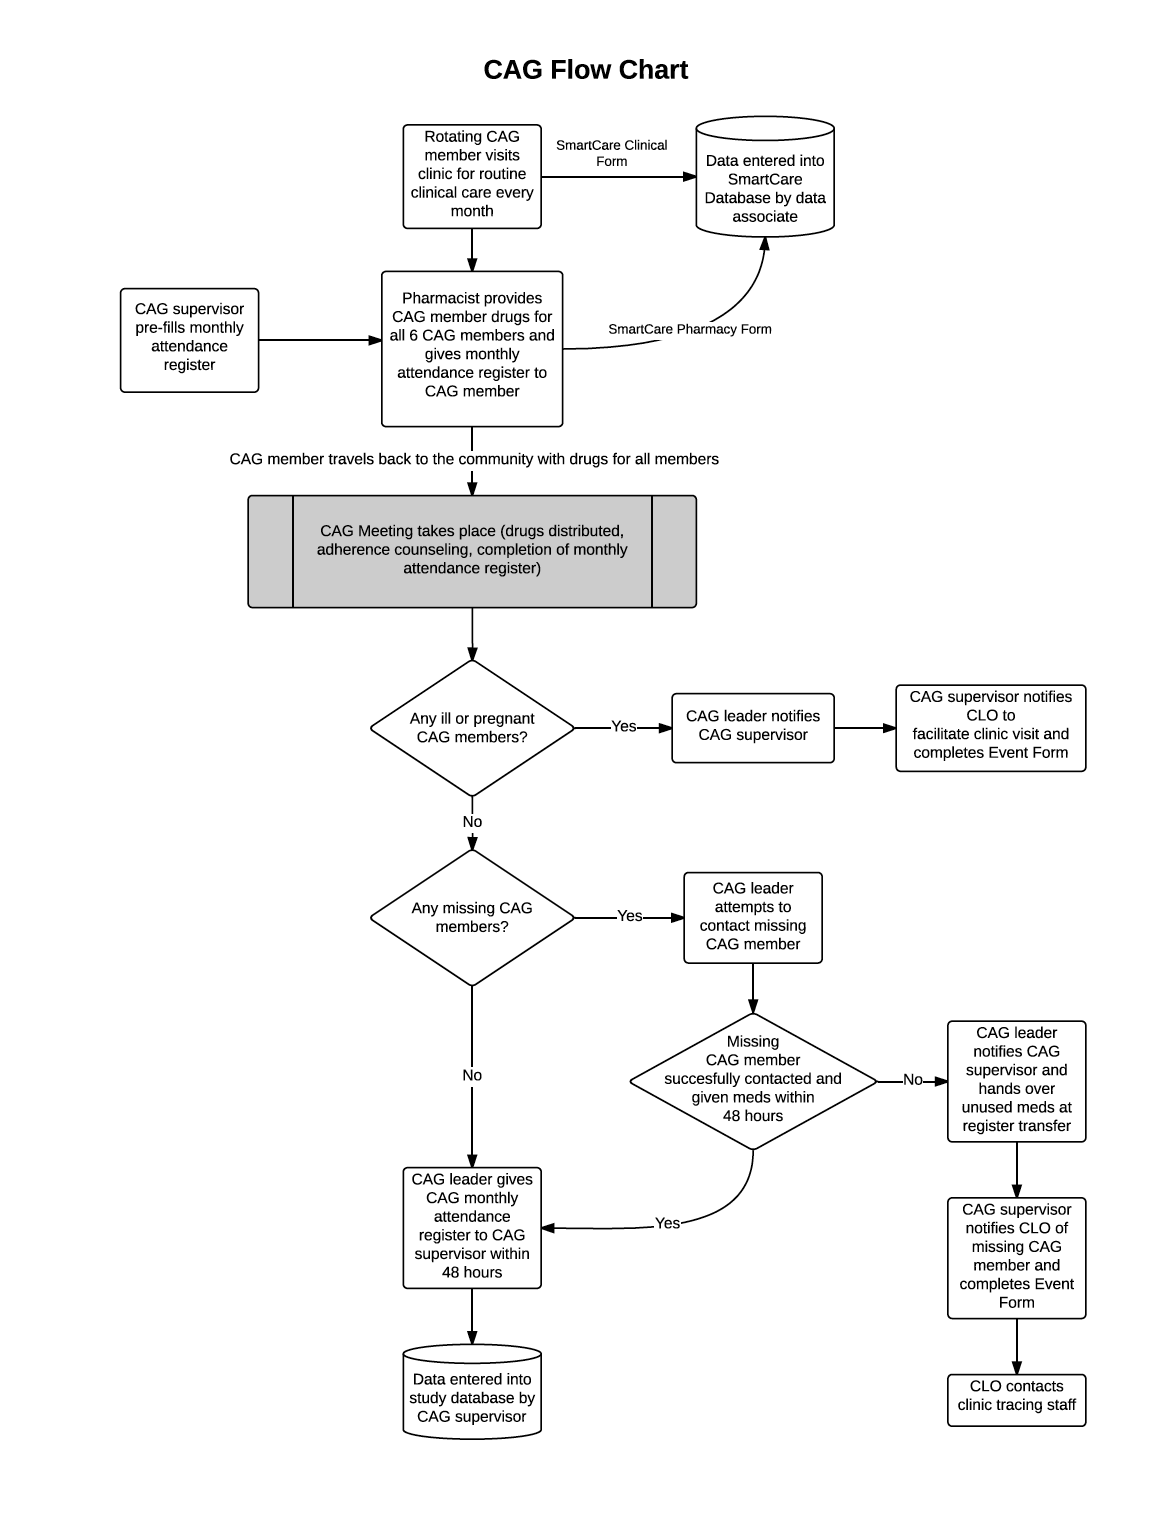 CAG Flow Chart
Rotating CAG
member visits
clinic for routine
clinical care every
month
SmartCare Clinical
Form
Data entered into
SmartCare
Database by data
associate
CAG supervisor
pre-fills monthly
attendance
register
Pharmacist provides
CAG member drugs for
all 6 CAG members and
gives monthly
attendance register to
CAG member
SmartCare Pharmacy Form
CAG member travels back to the community with drugs for all members
CAG Meeting takes place (drugs distributed,
adherence counseling, completion of monthly
attendance register)
Any ill or pregnant
CAG members?
Yes
CAG leader notifies
CAG supervisor
CAG supervisor notifies
CLO to
facilitate clinic visit and
completes Event Form
No
Any missing CAG
members?
Yes
CAG leader
attempts to
contact missing
CAG member
Missing
CAG member
succesfully contacted and
given meds within
48 hours
No
CAG leader
notifies CAG
supervisor and
hands over
unused meds at
register transfer
No
CAG leader gives
CAG monthly
attendance
register to CAG
supervisor within
48 hours
Yes
CAG supervisor
notifies CLO of
missing CAG
member and
completes Event
Form
Data entered into
study database by
CAG supervisor
CLO contacts
clinic tracing staff